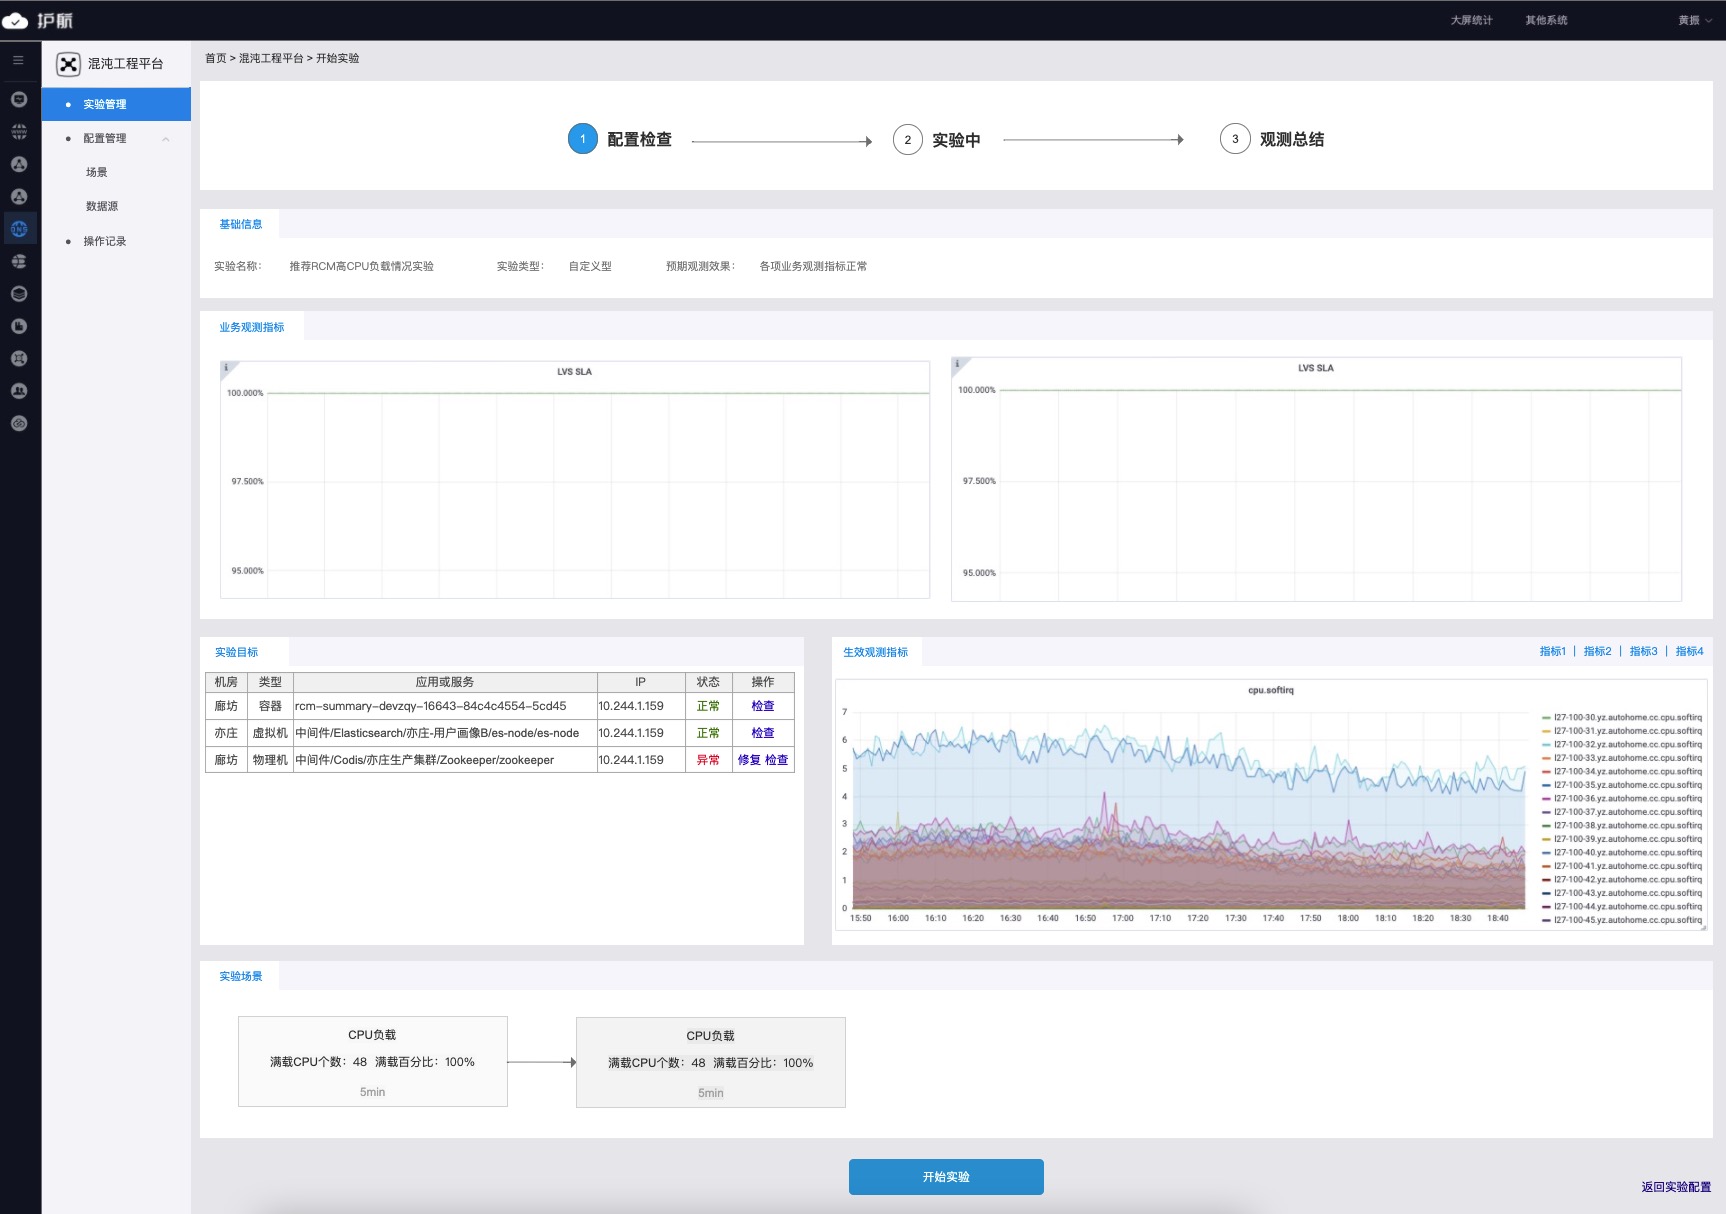 护航
大屏统计 其他系统 黄振
混沌工程平台
实验管理
配置管理
场景
数据源
操作记录
首页 > 混沌工程平台 > 开始实验
1 配置检查 2 实验中 3 观测总结
基础信息
实验名称： 推荐RCM高CPU负载情况实验 实验类型： 自定义型 预期观测效果： 各项业务观测指标正常
业务观测指标
LVS SLA
100.000%
97.500%
95.000%
LVS SLA
100.000%
97.500%
95.000%
实验目标
机房 类型 应用或服务 IP 状态 操作
廊坊 容器 rcm-summary-devzqy-16643-84c4c4554-5cd45 10.244.1.159 正常 检查
亦庄 虚拟机 中间件/Elasticsearch/亦庄-用户画像B/es-node/es-node 10.244.1.159 正常 检查
廊坊 物理机 中间件/Codis/亦庄生产集群/Zookeeper/zookeeper 10.244.1.159 异常 修复 检查
生效观测指标
指标1 | 指标2 | 指标3 | 指标4
cpu.softirq
7
6
5
4
3
2
1
0
15:50 16:00 16:10 16:20 16:30 16:40 16:50 17:00 17:10 17:20 17:30 17:40 17:50 18:00 18:10 18:20 18:30 18:40
l27-100-30.yz.autohome.cc.cpu.softirq
l27-100-31.yz.autohome.cc.cpu.softirq
l27-100-32.yz.autohome.cc.cpu.softirq
l27-100-33.yz.autohome.cc.cpu.softirq
l27-100-34.yz.autohome.cc.cpu.softirq
l27-100-35.yz.autohome.cc.cpu.softirq
l27-100-36.yz.autohome.cc.cpu.softirq
l27-100-37.yz.autohome.cc.cpu.softirq
l27-100-38.yz.autohome.cc.cpu.softirq
l27-100-39.yz.autohome.cc.cpu.softirq
l27-100-40.yz.autohome.cc.cpu.softirq
l27-100-41.yz.autohome.cc.cpu.softirq
l27-100-42.yz.autohome.cc.cpu.softirq
l27-100-43.yz.autohome.cc.cpu.softirq
l27-100-44.yz.autohome.cc.cpu.softirq
l27-100-45.yz.autohome.cc.cpu.softirq
实验场景
CPU负载
满载CPU个数：48 满载百分比：100%
5min
CPU负载
满载CPU个数：48 满载百分比：100%
5min
开始实验
返回实验配置